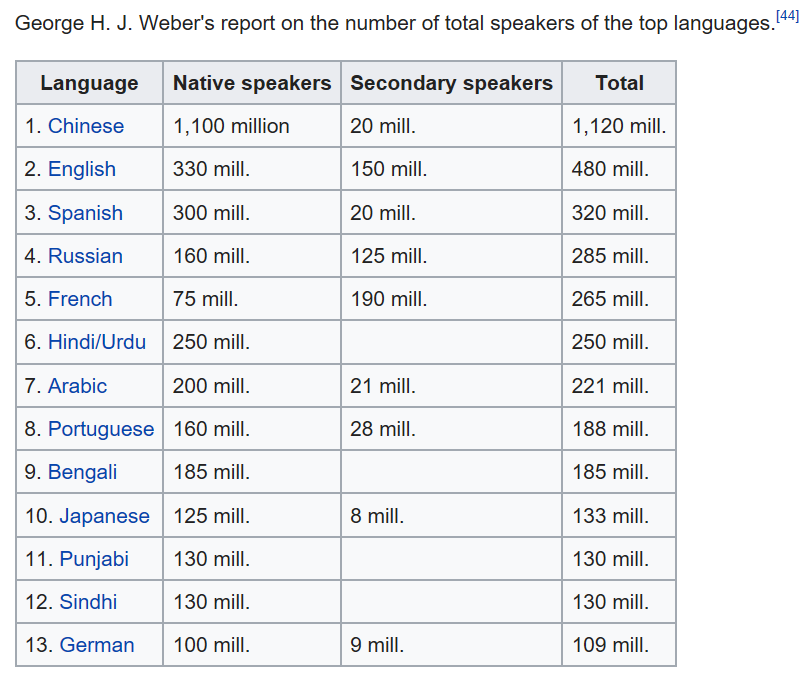 George H. J. Weber's report on the number of total speakers of the top languages.[44]
Language Native speakers Secondary speakers Total
1. Chinese 1,100 million 20 mill. 1,120 mill.
2. English 330 mill. 150 mill. 480 mill.
3. Spanish 300 mill. 20 mill. 320 mill.
4. Russian 160 mill. 125 mill. 285 mill.
5. French 75 mill. 190 mill. 265 mill.
6. Hindi/Urdu 250 mill. 250 mill.
7. Arabic 200 mill. 21 mill. 221 mill.
8. Portuguese 160 mill. 28 mill. 188 mill.
9. Bengali 185 mill. 185 mill.
10. Japanese 125 mill. 8 mill. 133 mill.
11. Punjabi 130 mill. 130 mill.
12. Sindhi 130 mill. 130 mill.
13. German 100 mill. 9 mill. 109 mill.